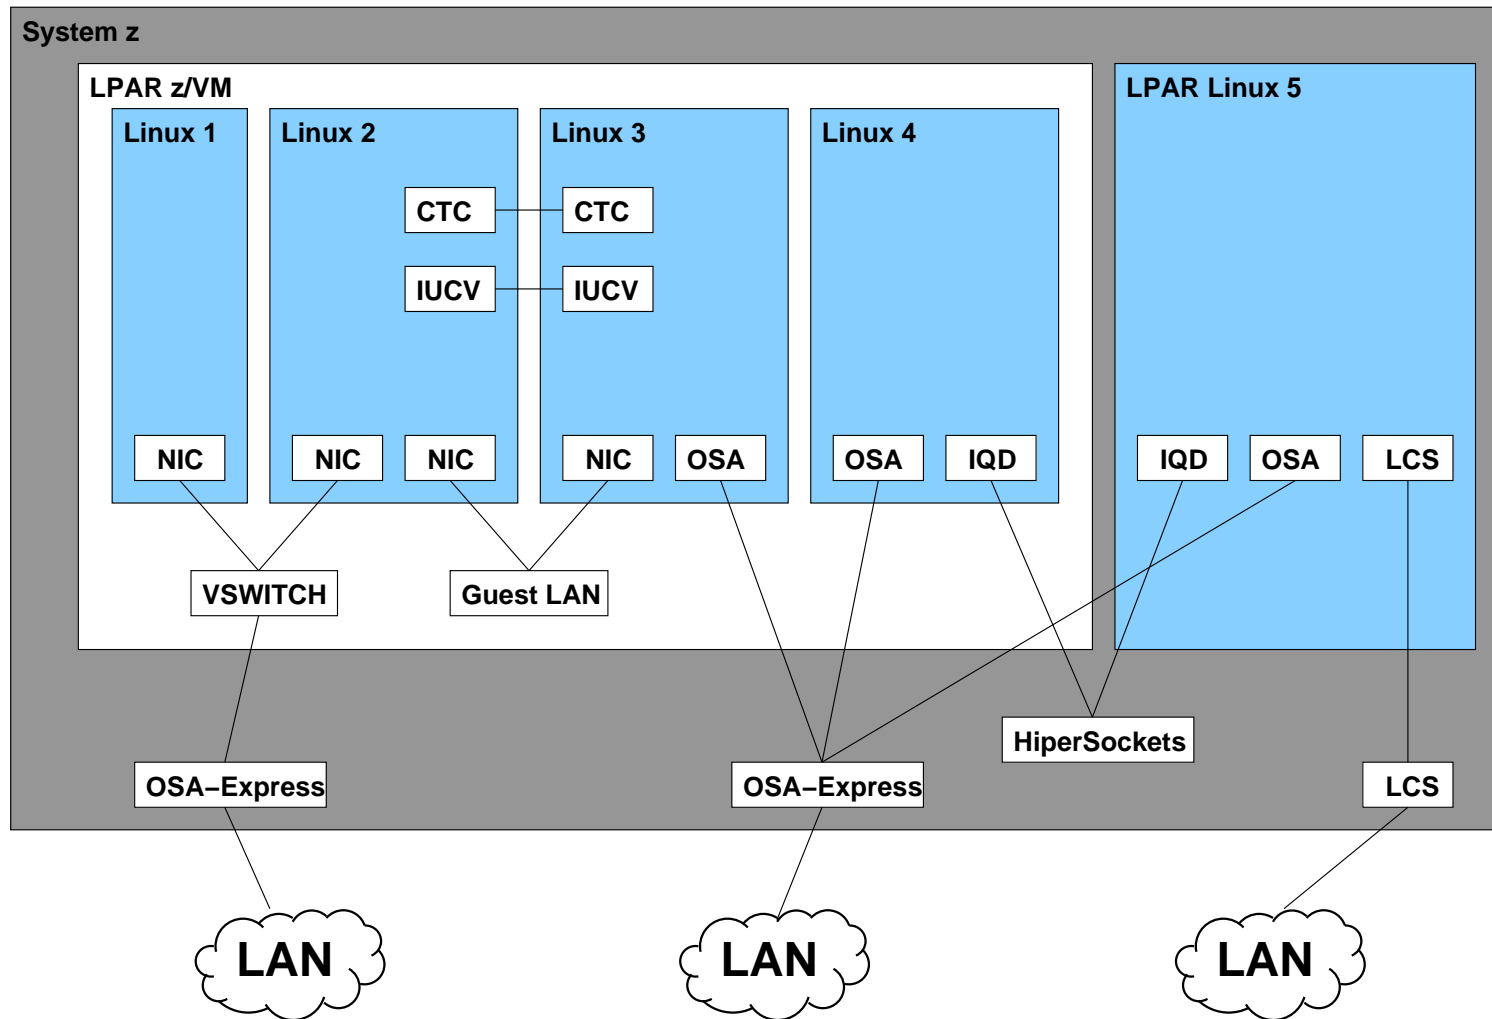 System z
LPAR z/VM
LPAR Linux 5
Linux 1
Linux 2
Linux 3
Linux 4
CTC
CTC
IUCV
IUCV
NIC
NIC
NIC
NIC
OSA
OSA
IQD
IQD
OSA
LCS
VSWITCH
Guest LAN
HiperSockets
OSA−Express
OSA−Express
LCS
LAN
LAN
LAN